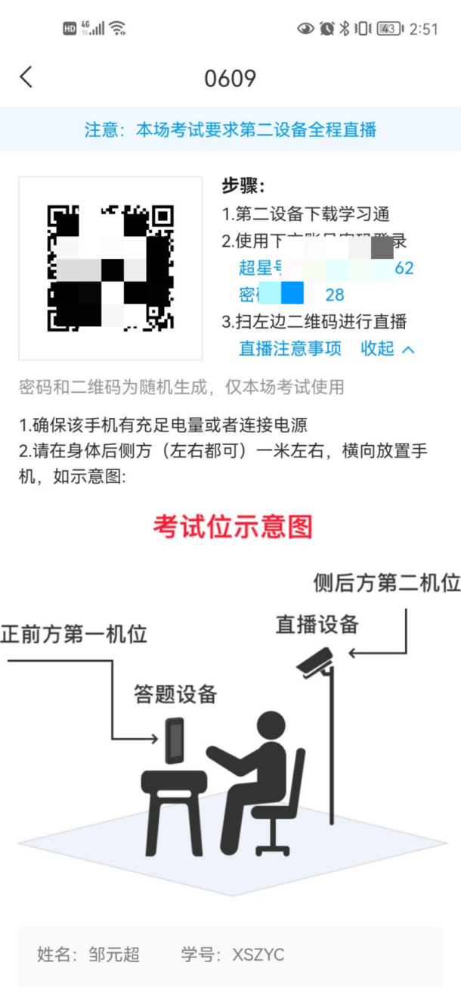 HD 4G 43 2:51
0609
注意：本场考试要求第二设备全程直播
步骤：
1.第二设备下载学习通
2.使用下 录
超星号 62
密 28
3.扫左边二维码进行直播
直播注意事项 收起
密码和二维码为随机生成，仅本场考试使用
1.确保该手机有充足电量或者连接电源
2.请在身体后侧方（左右都可）一米左右，横向放置手
机，如示意图:
考试位示意图
侧后方第二机位
直播设备
正前方第一机位
答题设备
姓名：邹元超 学号：XSZYC